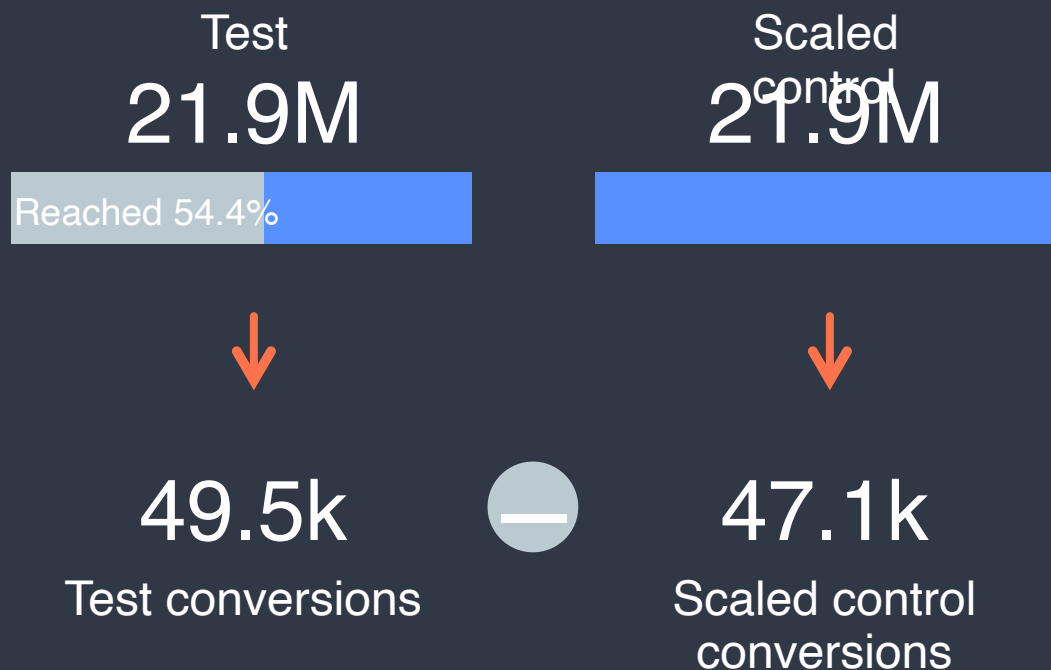 Test
Scaled
control
21.9M
21.9M
Reached 54.4%
49.5k
47.1k
Test conversions
Scaled control
conversions